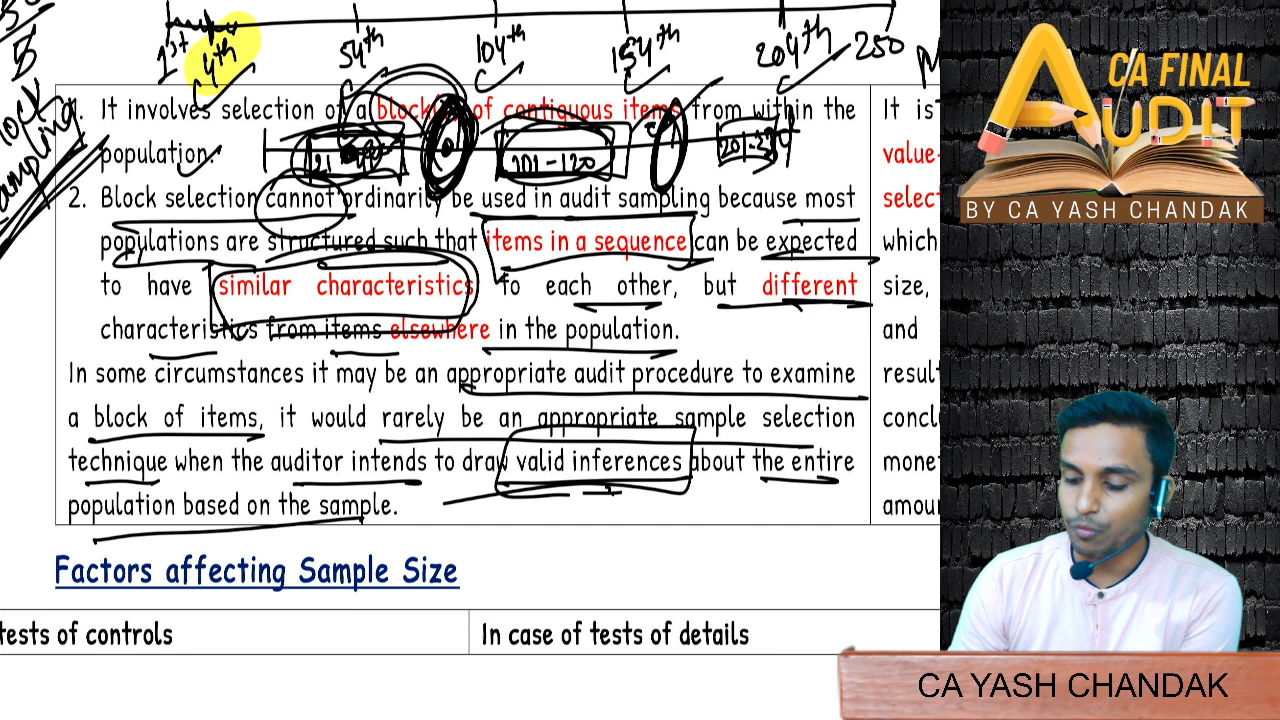 1st 4th 54th 104th 154th 204th 250
Block
Sampling
1. It involves selection of a block(s) of contiguous items from within the
population.
101-120
2. Block selection cannot ordinarily be used in audit sampling because most
populations are structured such that items in a sequence can be expected
to have similar characteristics to each other, but different
characteristics from items elsewhere in the population.
In some circumstances it may be an appropriate audit procedure to examine
a block of items, it would rarely be an appropriate sample selection
technique when the auditor intends to draw valid inferences about the entire
population based on the sample.
It is
value-
select
which
size,
and
result
concl
mone
amou
Factors affecting Sample Size
tests of controls
In case of tests of details
CA FINAL
AUDIT
BY CA YASH CHANDAK
CA YASH CHANDAK